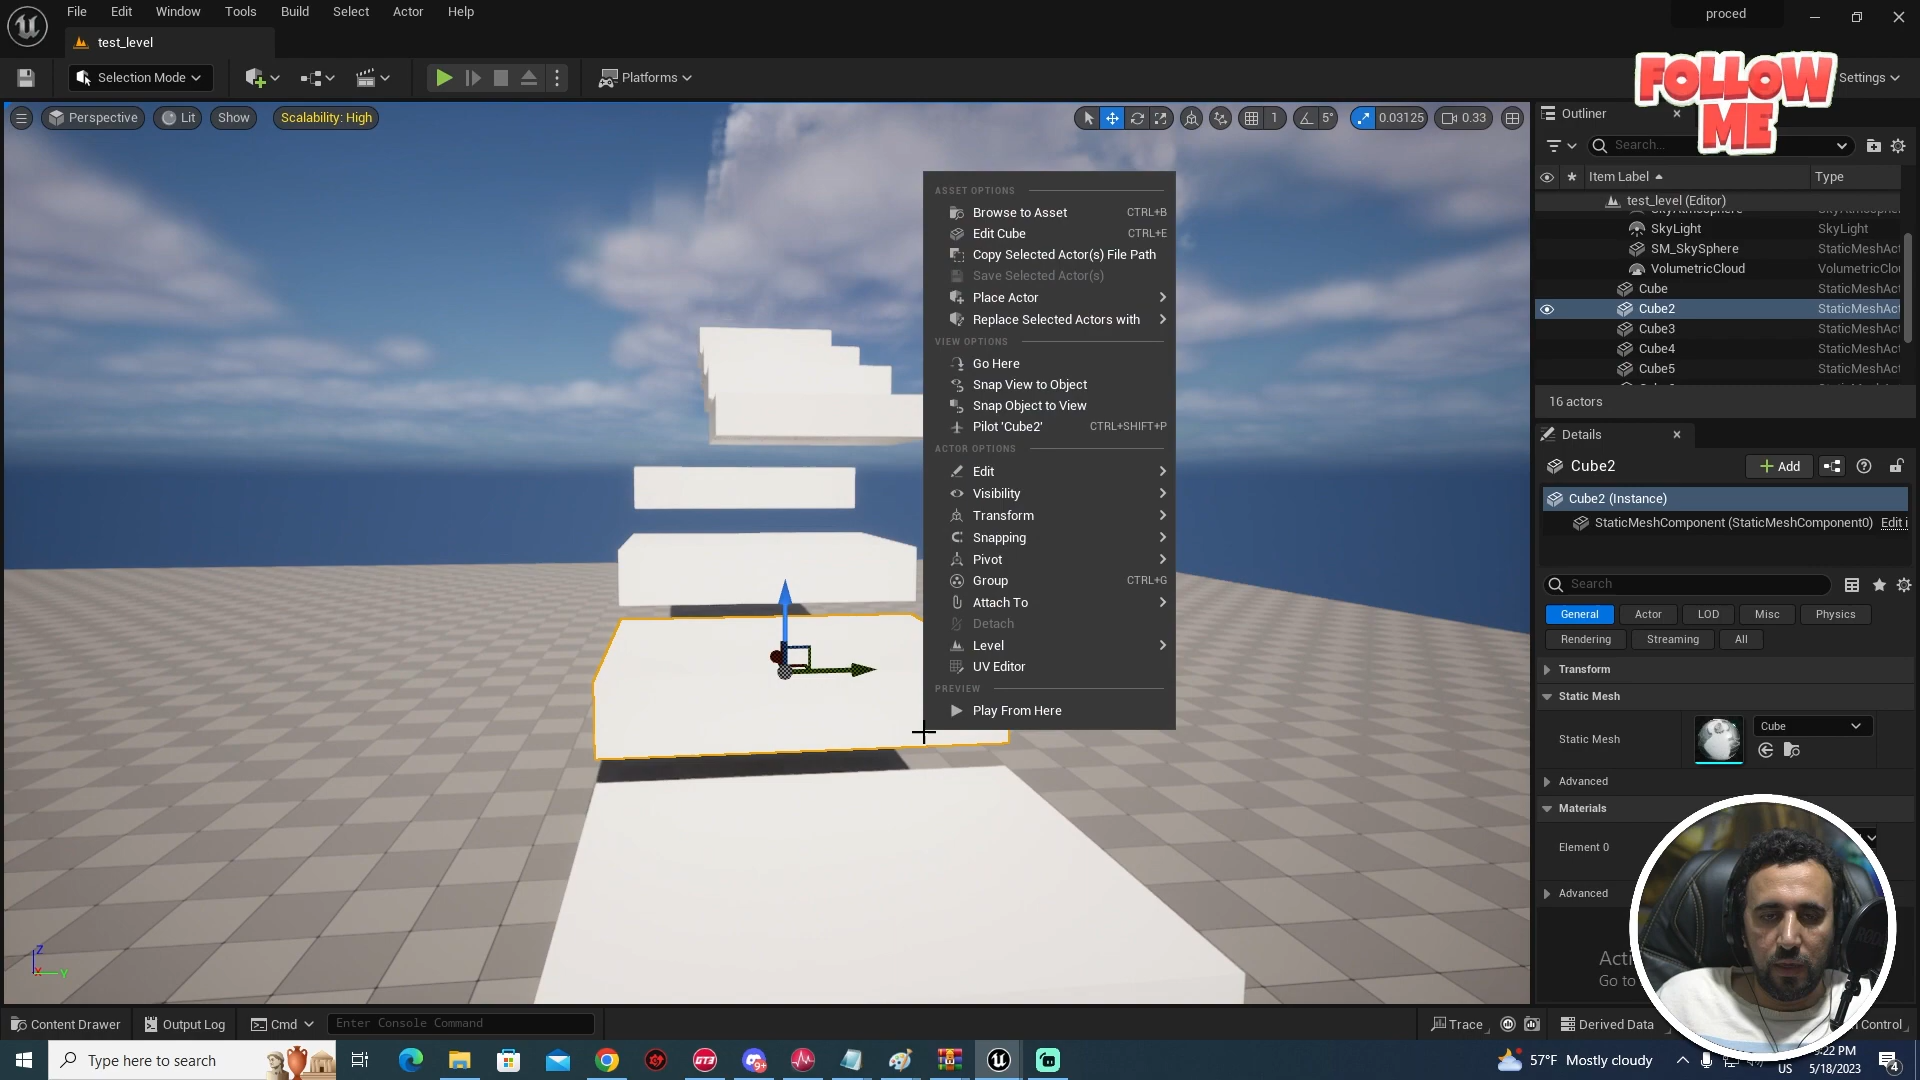 File Edit Window Tools Build Select Actor Help
proced
test_level
Selection Mode
Platforms
Settings
FOLLOW
ME
Perspective
Lit
Show
Scalability: High
1
5°
0.03125
0.33
ASSET OPTIONS
Browse to Asset CTRL+B
Edit Cube CTRL+E
Copy Selected Actor(s) File Path
Save Selected Actor(s)
Place Actor
Replace Selected Actors with
VIEW OPTIONS
Go Here
Snap View to Object
Snap Object to View
Pilot 'Cube2' CTRL+SHIFT+P
ACTOR OPTIONS
Edit
Visibility
Transform
Snapping
Pivot
Group CTRL+G
Attach To
Detach
Level
UV Editor
PREVIEW
Play From Here
Z
X
Y
Outliner
Search...
Item Label Type
test_level (Editor)
SkyLight SkyLight
SM_SkySphere StaticMeshAct
VolumetricCloud VolumetricClou
Cube StaticMeshAct
Cube2 StaticMeshAct
Cube3 StaticMeshAct
Cube4 StaticMeshAct
Cube5 StaticMeshAct
16 actors
Details
Cube2
Add
Cube2 (Instance)
StaticMeshComponent (StaticMeshComponent0) Edit i
Search
General Actor LOD Misc Physics
Rendering Streaming All
Transform
Static Mesh
Static Mesh Cube
Advanced
Materials
Element 0
Advanced
Acti
Go to
Content Drawer
Output Log
Cmd
Enter Console Command
Trace
Derived Data
Control
Type here to search
GT3
9+
57°F Mostly cloudy
US
:22 PM
5/18/2023
4